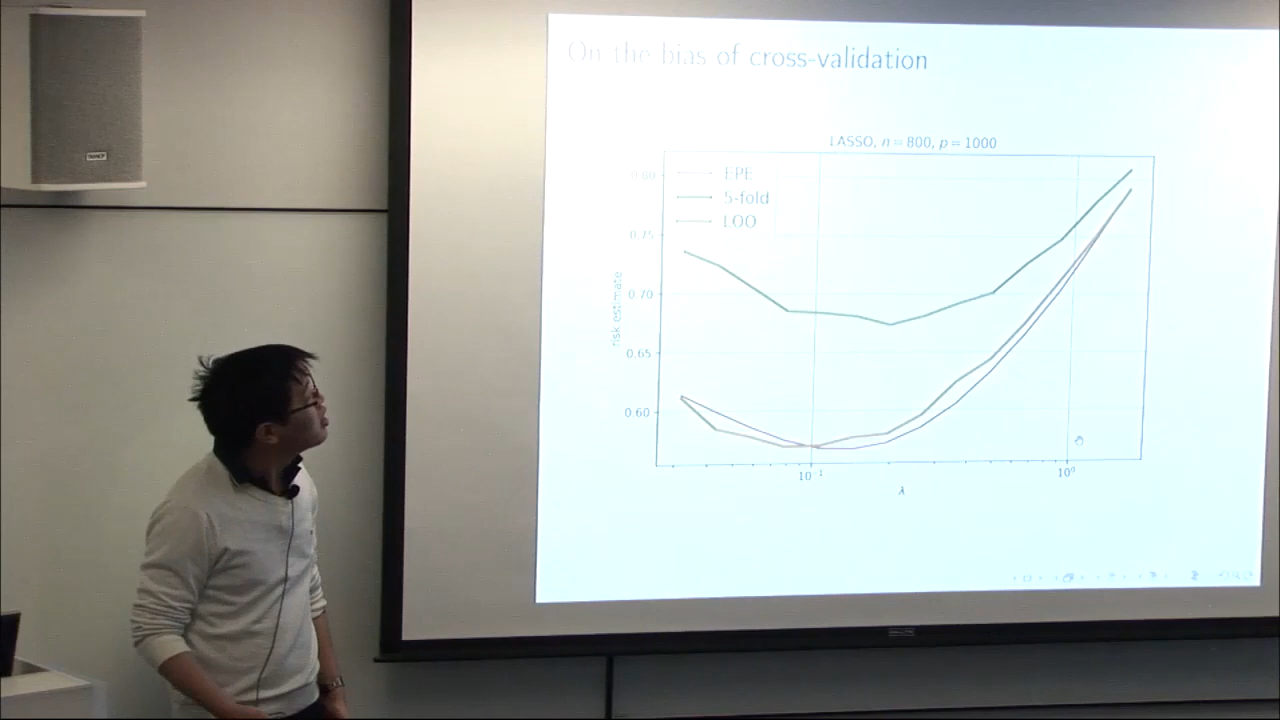 On the bias of cross-validation
LASSO, n = 800, p = 1000
EPE
5-fold
LOO
0.80
0.75
0.70
0.65
0.60
risk estimate
10⁻¹
10⁰
λ